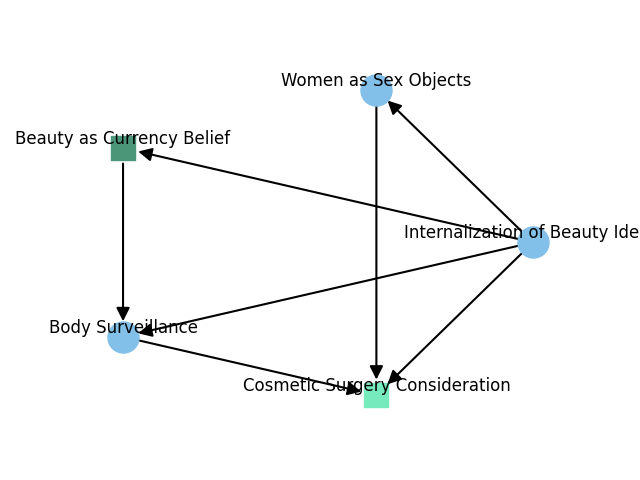 Women as Sex Objects
Beauty as Currency Belief
Internalization of Beauty Ide
Body Surveillance
Cosmetic Surgery Consideration